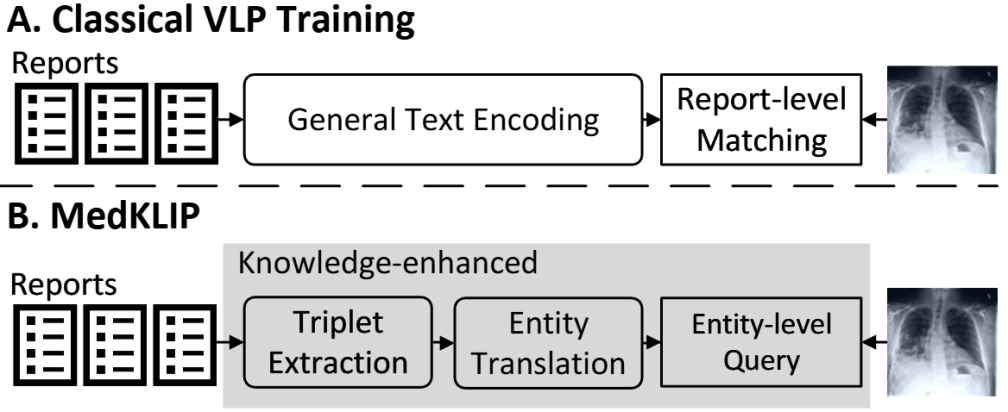 A. Classical VLP Training
Reports
General Text Encoding
Report-level
Matching
B. MedKLIP
Knowledge-enhanced
Reports
Triplet
Extraction
Entity
Translation
Entity-level
Query